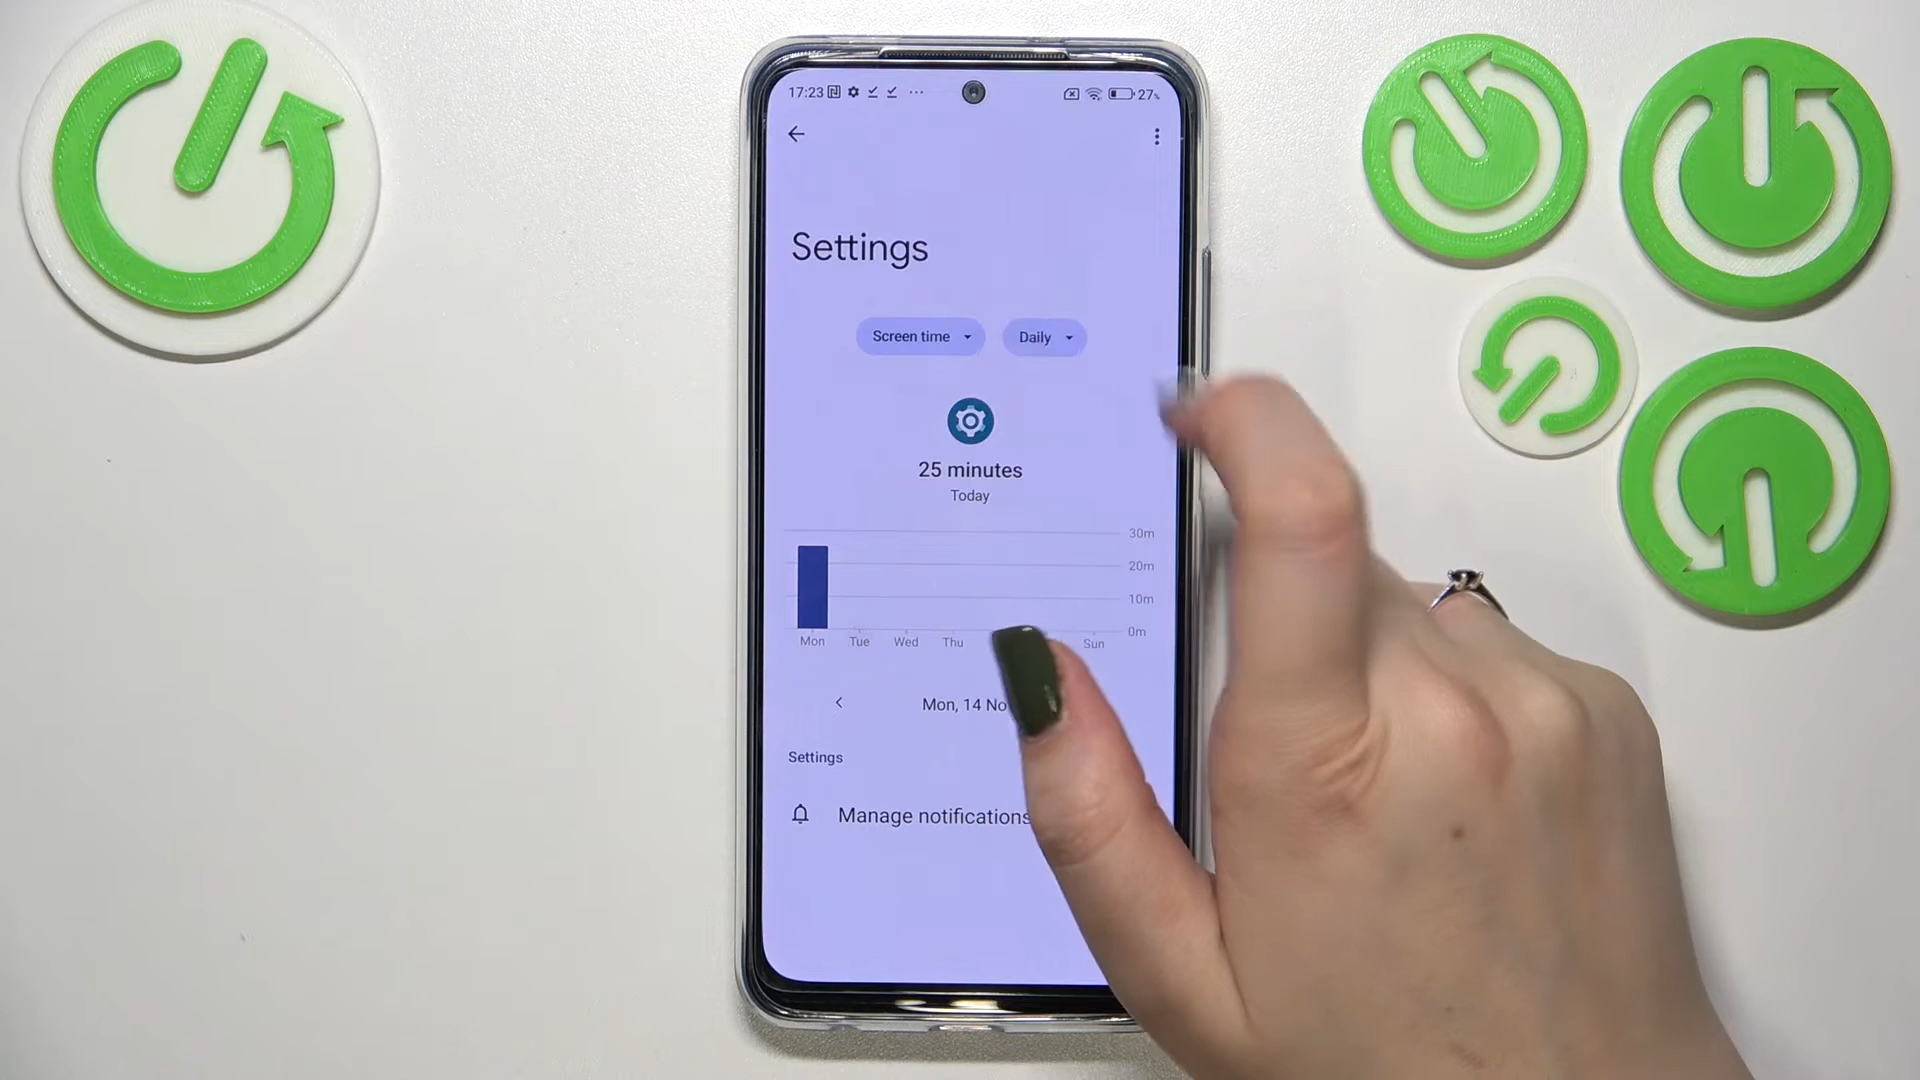 17:23 ... 27%
Settings
Screen time Daily
25 minutes
Today
30m
20m
10m
0m
Mon Tue Wed Thu Sun
Mon, 14 No
Settings
Manage notifications